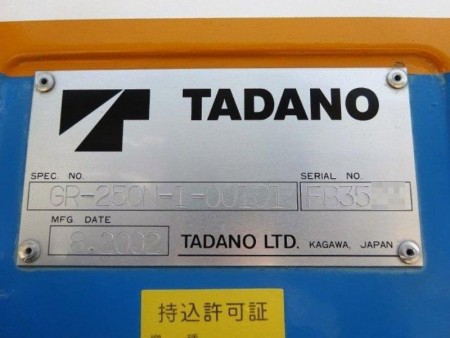 TADANO
SPEC. NO. SERIAL NO.
GR-250N-1-00101 FB35
MFG. DATE
8.2002 TADANO LTD. KAGAWA, JAPAN
持込許可証